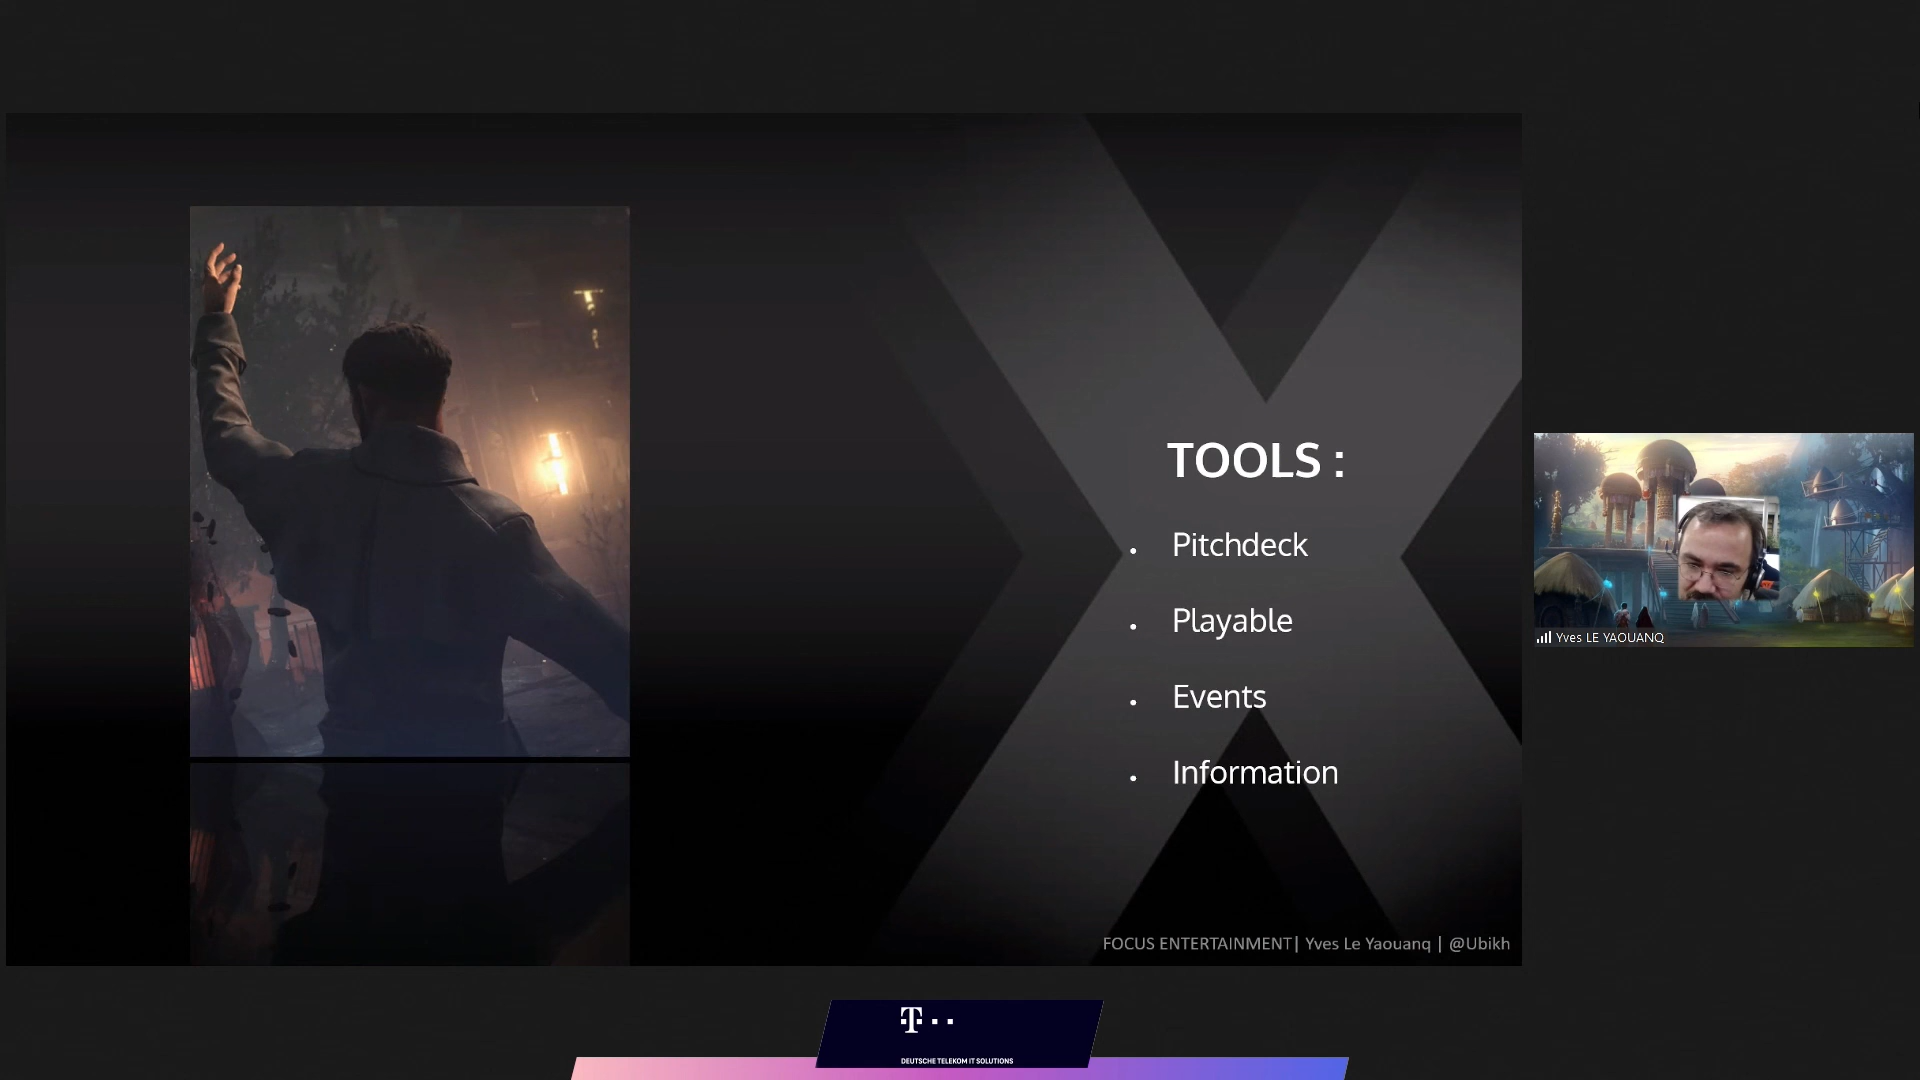 TOOLS :
• Pitchdeck
• Playable
• Events
• Information
FOCUS ENTERTAINMENT| Yves Le Yaouanq | @Ubikh
Yves LE YAOUANQ
T
DEUTSCHE TELEKOM IT SOLUTIONS